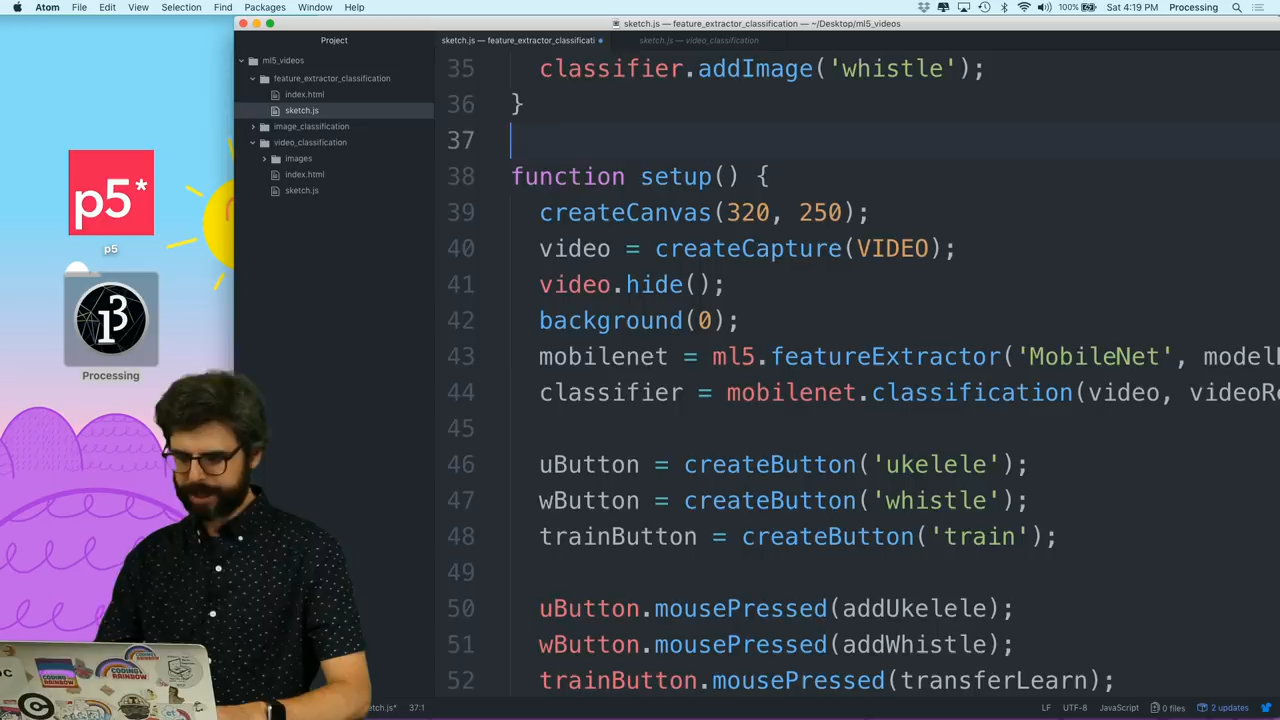 Atom File Edit View Selection Find Packages Window Help 100% Sat 4:19 PM Processing
sketch.js — feature_extractor_classification — ~/Desktop/ml5_videos
Project
sketch.js — feature_extractor_classificati
sketch.js — video_classification
ml5_videos
feature_extractor_classification
index.html
sketch.js
image_classification
video_classification
images
index.html
sketch.js
p5*
p5
Processing
35 classifier.addImage('whistle');
36 }
37
38 function setup() {
39 createCanvas(320, 250);
40 video = createCapture(VIDEO);
41 video.hide();
42 background(0);
43 mobilenet = ml5.featureExtractor('MobileNet', model
44 classifier = mobilenet.classification(video, videoR
45
46 uButton = createButton('ukelele');
47 wButton = createButton('whistle');
48 trainButton = createButton('train');
49
50 uButton.mousePressed(addUkelele);
51 wButton.mousePressed(addWhistle);
52 trainButton.mousePressed(transferLearn);
CODING
RAINBOW
tch.js* 37:1 LF UTF-8 JavaScript 0 files 2 updates